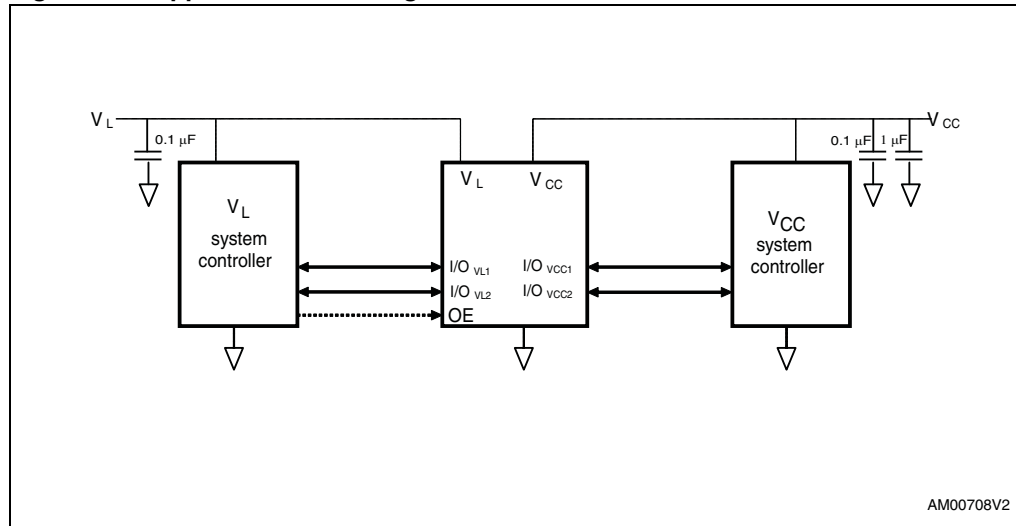 V L
V CC
0.1 µF
0.1 µF 1 µF
V L
system
controller
V L V CC
I/O VL1 I/O VCC1
I/O VL2 I/O VCC2
OE
VCC
system
controller
AM00708V2